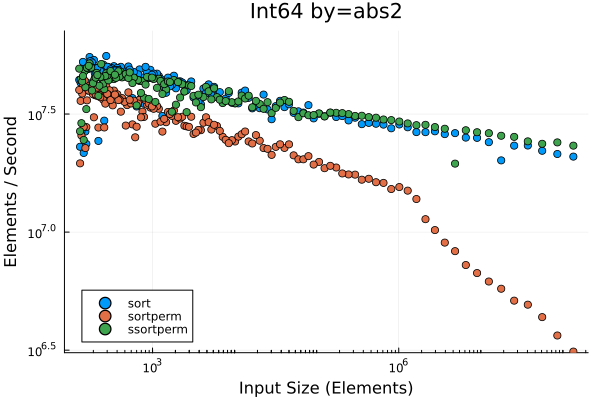 Int64 by=abs2
Elements / Second
10^7.5
10^7.0
10^6.5
sort
sortperm
ssortperm
10^3
10^6
Input Size (Elements)